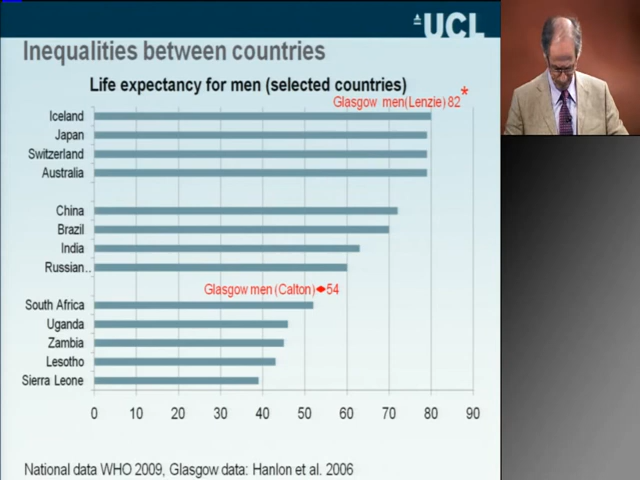 UCL
Inequalities between countries
Life expectancy for men (selected countries)
Glasgow men(Lenzie) 82 *
Iceland
Japan
Switzerland
Australia
China
Brazil
India
Russian..
Glasgow men (Calton) 54
South Africa
Uganda
Zambia
Lesotho
Sierra Leone
0 10 20 30 40 50 60 70 80 90
National data WHO 2009, Glasgow data: Hanlon et al. 2006